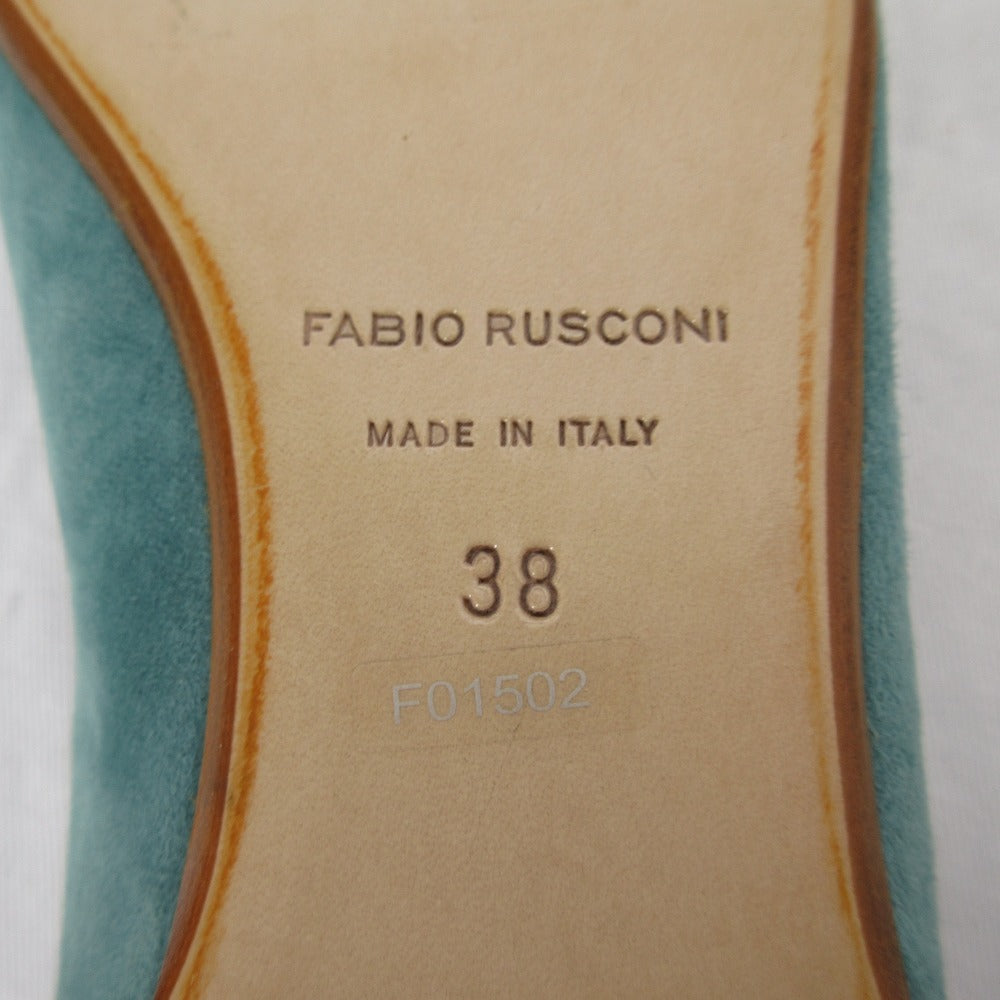 FABIO RUSCONI
MADE IN ITALY
38
F01502